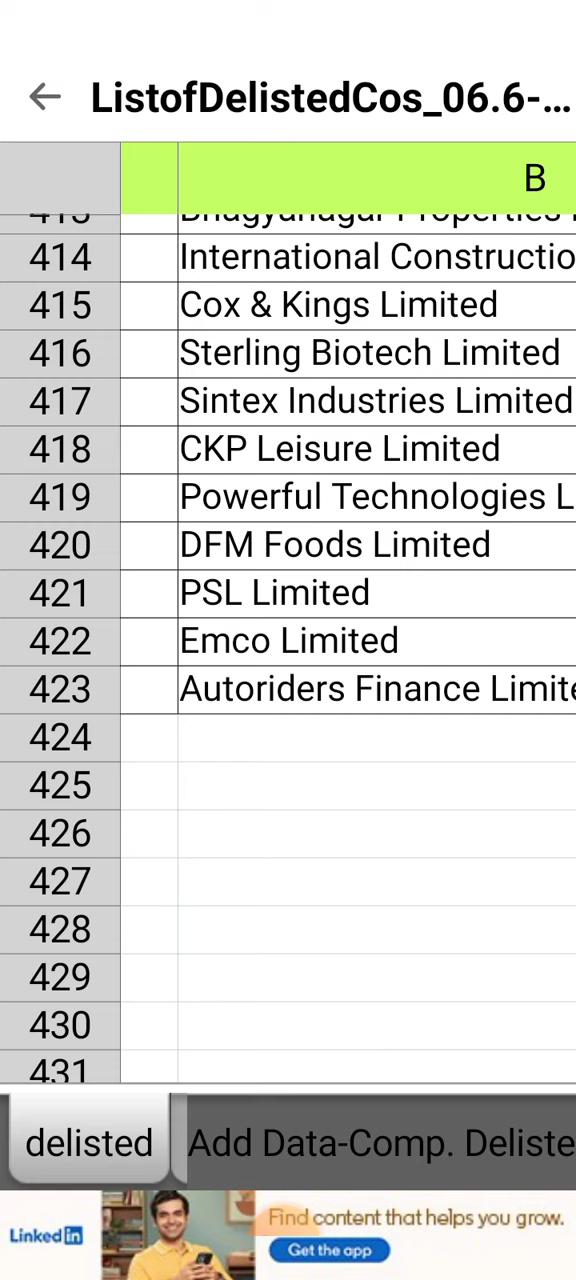 ListofDelistedCos_06.6-...
B
414 International Constructio
415 Cox & Kings Limited
416 Sterling Biotech Limited
417 Sintex Industries Limited
418 CKP Leisure Limited
419 Powerful Technologies L
420 DFM Foods Limited
421 PSL Limited
422 Emco Limited
423 Autoriders Finance Limite
424
425
426
427
428
429
430
431
delisted Add Data-Comp. Deliste
Find content that helps you grow.
Linked in
Get the app